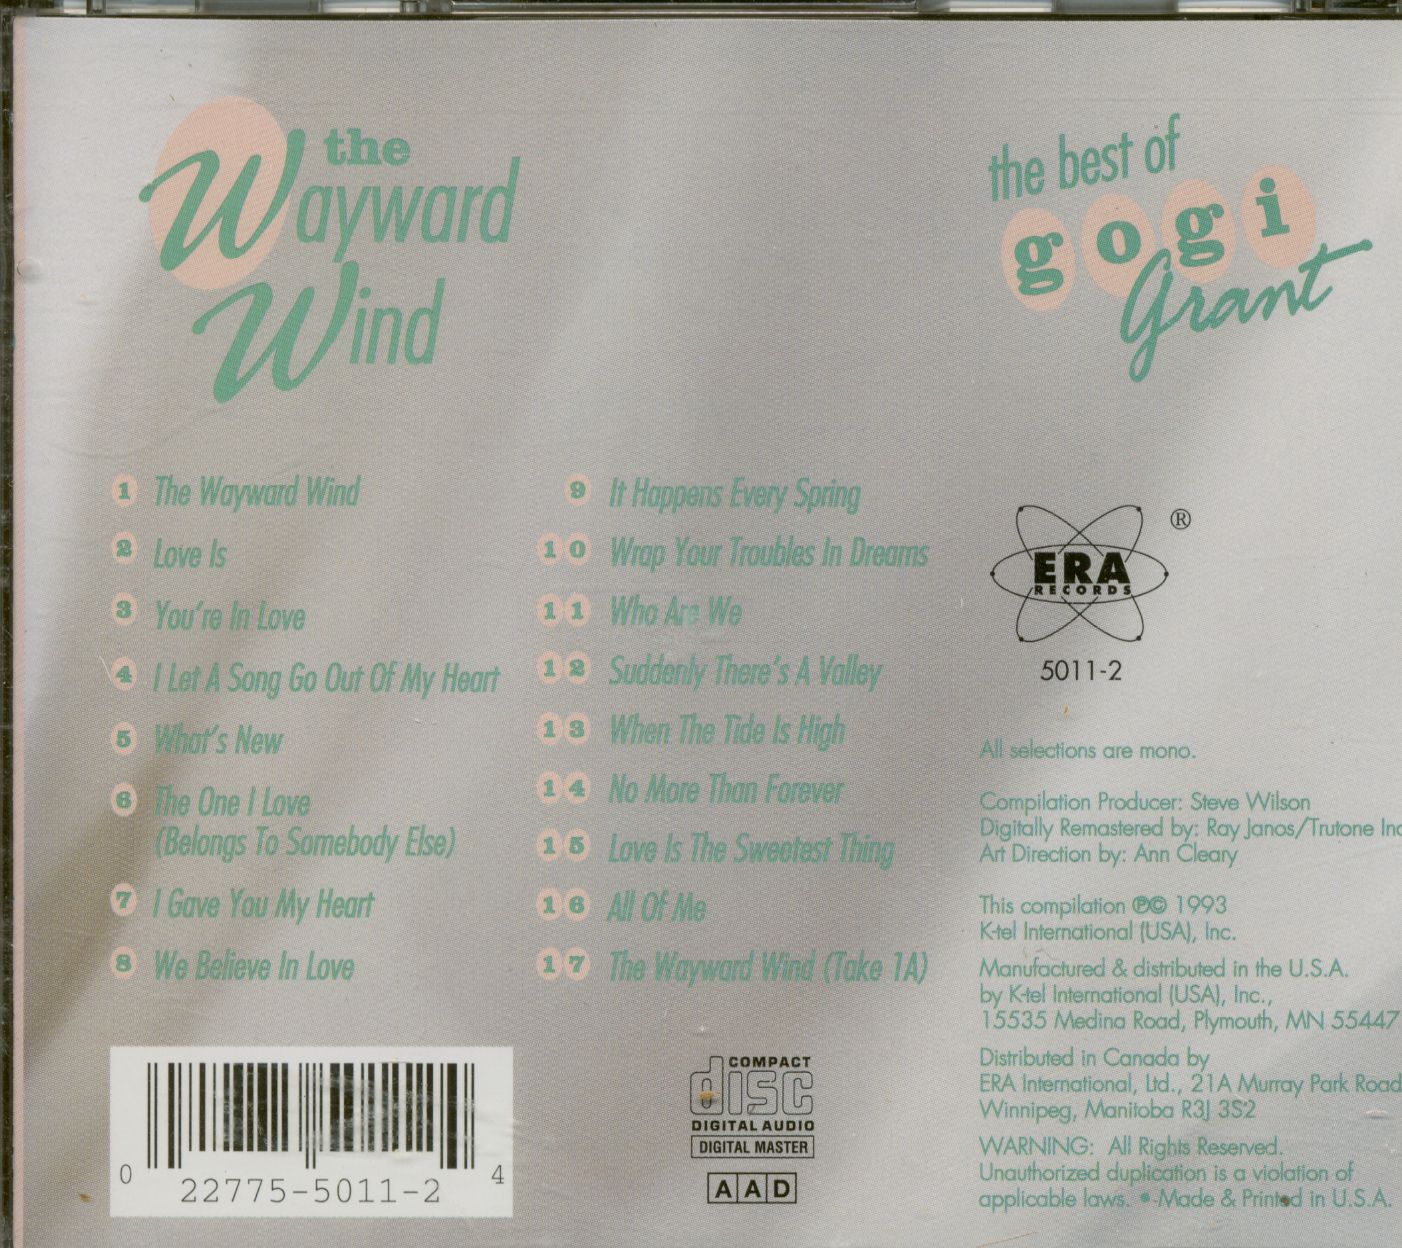 the
Wayward
Wind
the best of
gogi
Grant
1 The Wayward Wind
2 Love Is
3 You're In Love
4 I Let A Song Go Out Of My Heart
5 What's New
6 The One I Love
(Belongs To Somebody Else)
7 I Gave You My Heart
8 We Believe In Love
9 It Happens Every Spring
10 Wrap Your Troubles In Dreams
11 Who Are We
12 Suddenly There's A Valley
13 When The Tide Is High
14 No More Than Forever
15 Love Is The Sweetest Thing
16 All Of Me
17 The Wayward Wind (Take 1A)
ERA ®
RECORDS
5011-2
All selections are mono.
Compilation Producer: Steve Wilson
Digitally Remastered by: Ray Janos/Trutone Inc
Art Direction by: Ann Cleary
This compilation ℗© 1993
K-tel International (USA), Inc.
Manufactured & distributed in the U.S.A.
by K-tel International (USA), Inc.,
15535 Medina Road, Plymouth, MN 55447
Distributed in Canada by
ERA International, Ltd., 21A Murray Park Road
Winnipeg, Manitoba R3J 3S2
WARNING: All Rights Reserved.
Unauthorized duplication is a violation of
applicable laws. • Made & Printed in U.S.A.
0 22775-5011-2 4
COMPACT
disc
DIGITAL AUDIO
DIGITAL MASTER
AAD